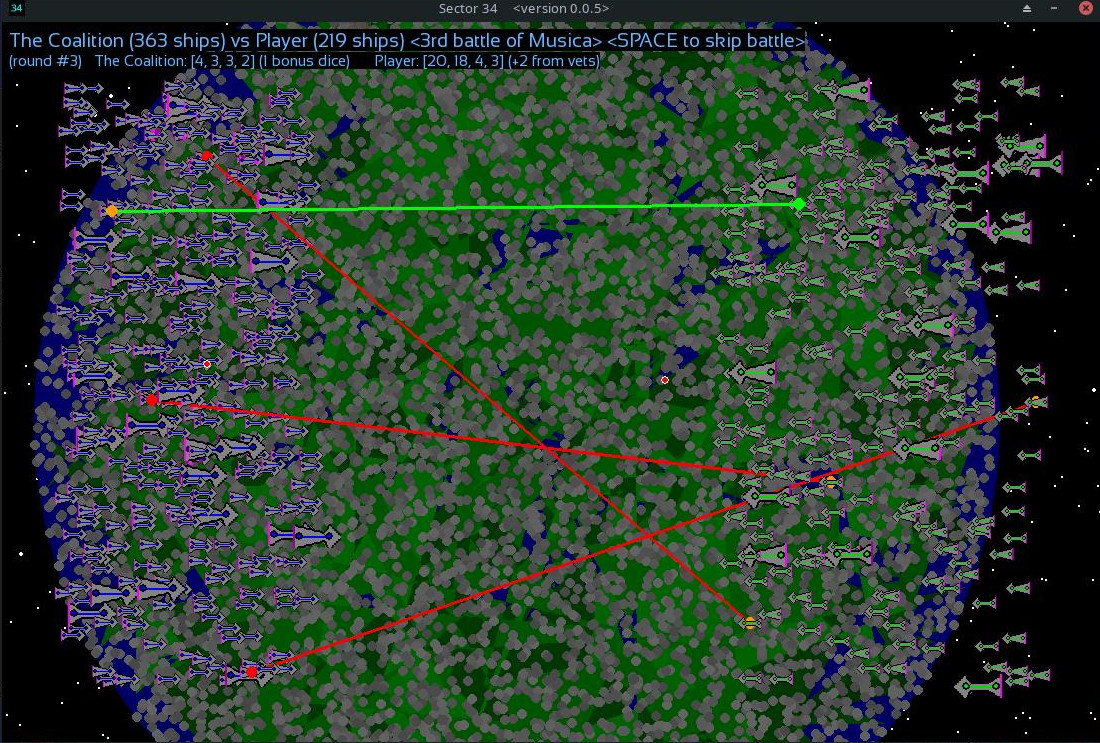 34
Sector 34 <version 0.0.5>
The Coalition (363 ships) vs Player (219 ships) <3rd battle of Musica> <SPACE to skip battle>
(round #3) The Coalition: [4, 3, 3, 2] (1 bonus dice) Player: [20, 18, 4, 3] (+2 from vets)